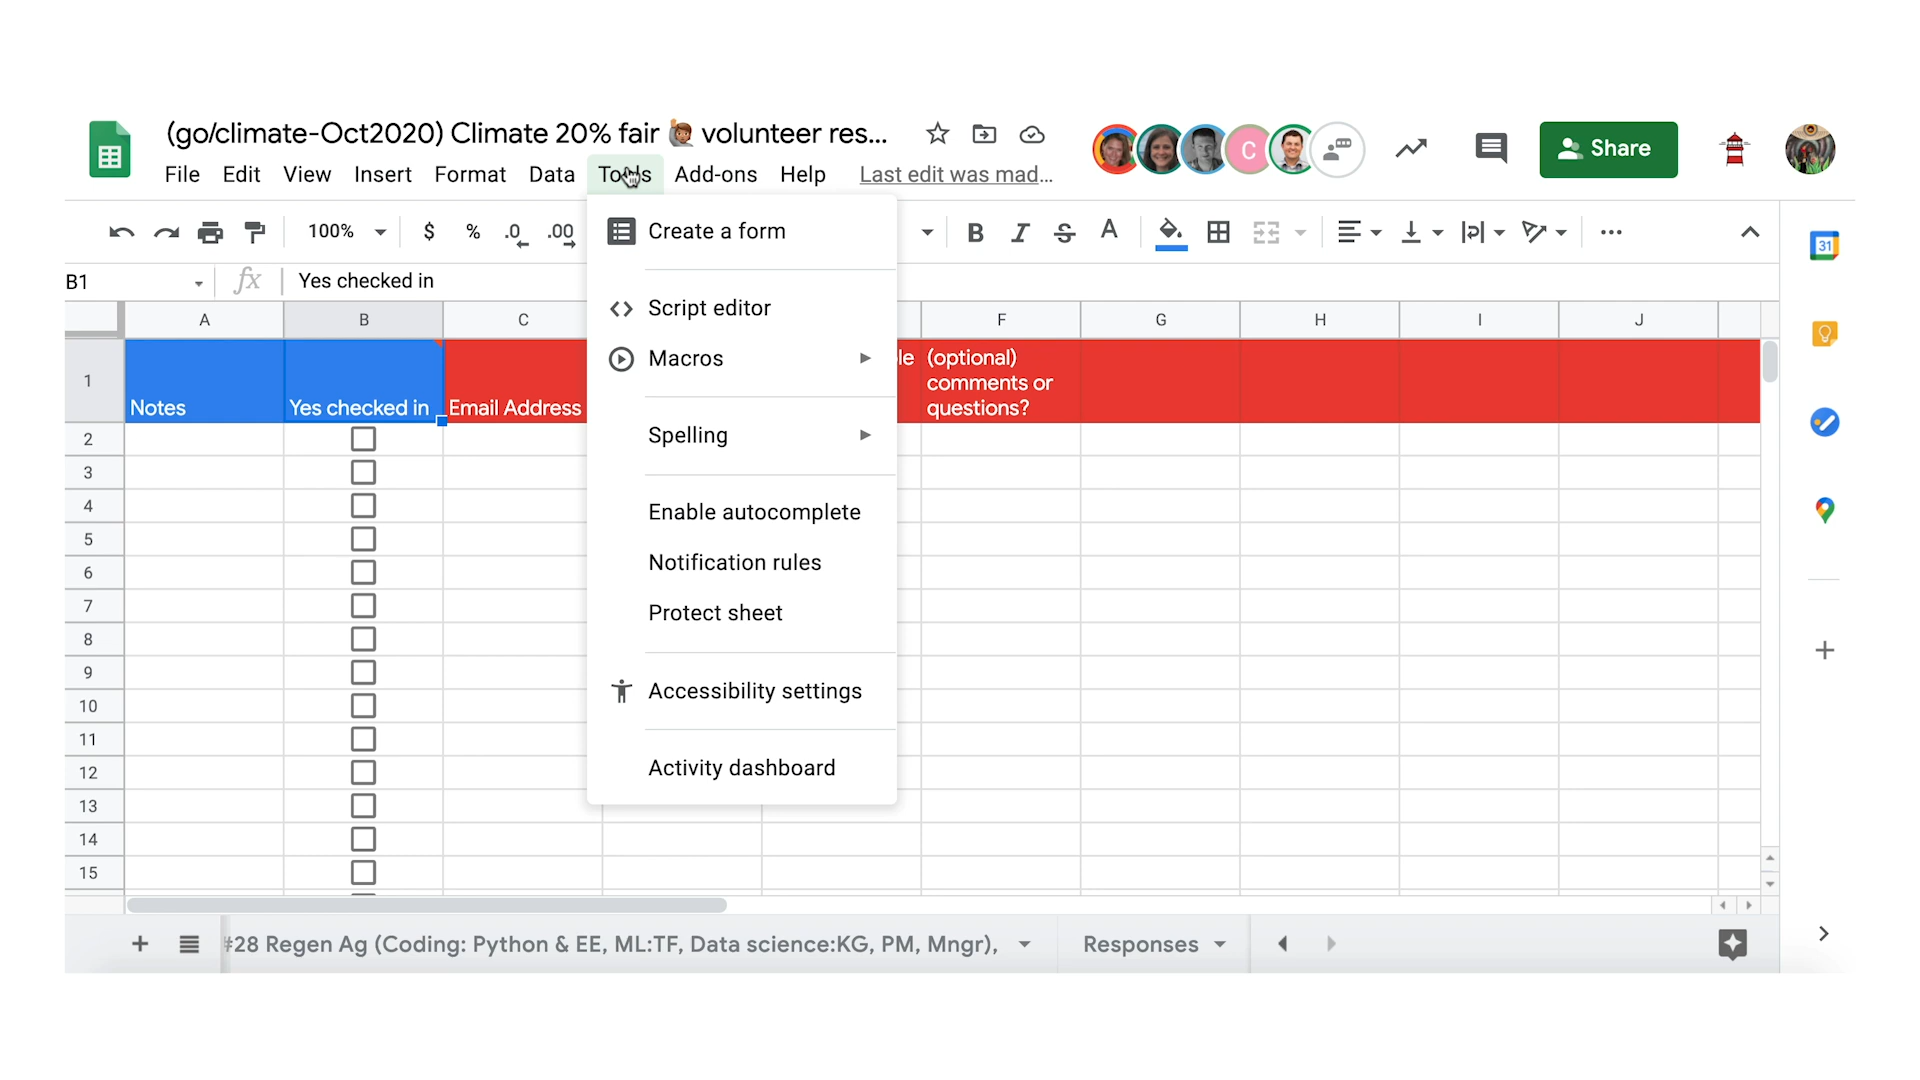 (go/climate-Oct2020) Climate 20% fair 🙋🏽 volunteer res...
C
Share
File Edit View Insert Format Data Tools Add-ons Help Last edit was mad...
100% $ % .0 .00 B I S A
31
B1 fx Yes checked in
A B C F G H I J
1 Notes Yes checked in Email Address
(optional)
comments or
questions?
2
3
4
5
6
7
8
9
10
11
12
13
14
15
Create a form
Script editor
Macros
Spelling
Enable autocomplete
Notification rules
Protect sheet
Accessibility settings
Activity dashboard
#28 Regen Ag (Coding: Python & EE, ML:TF, Data science:KG, PM, Mngr), Responses